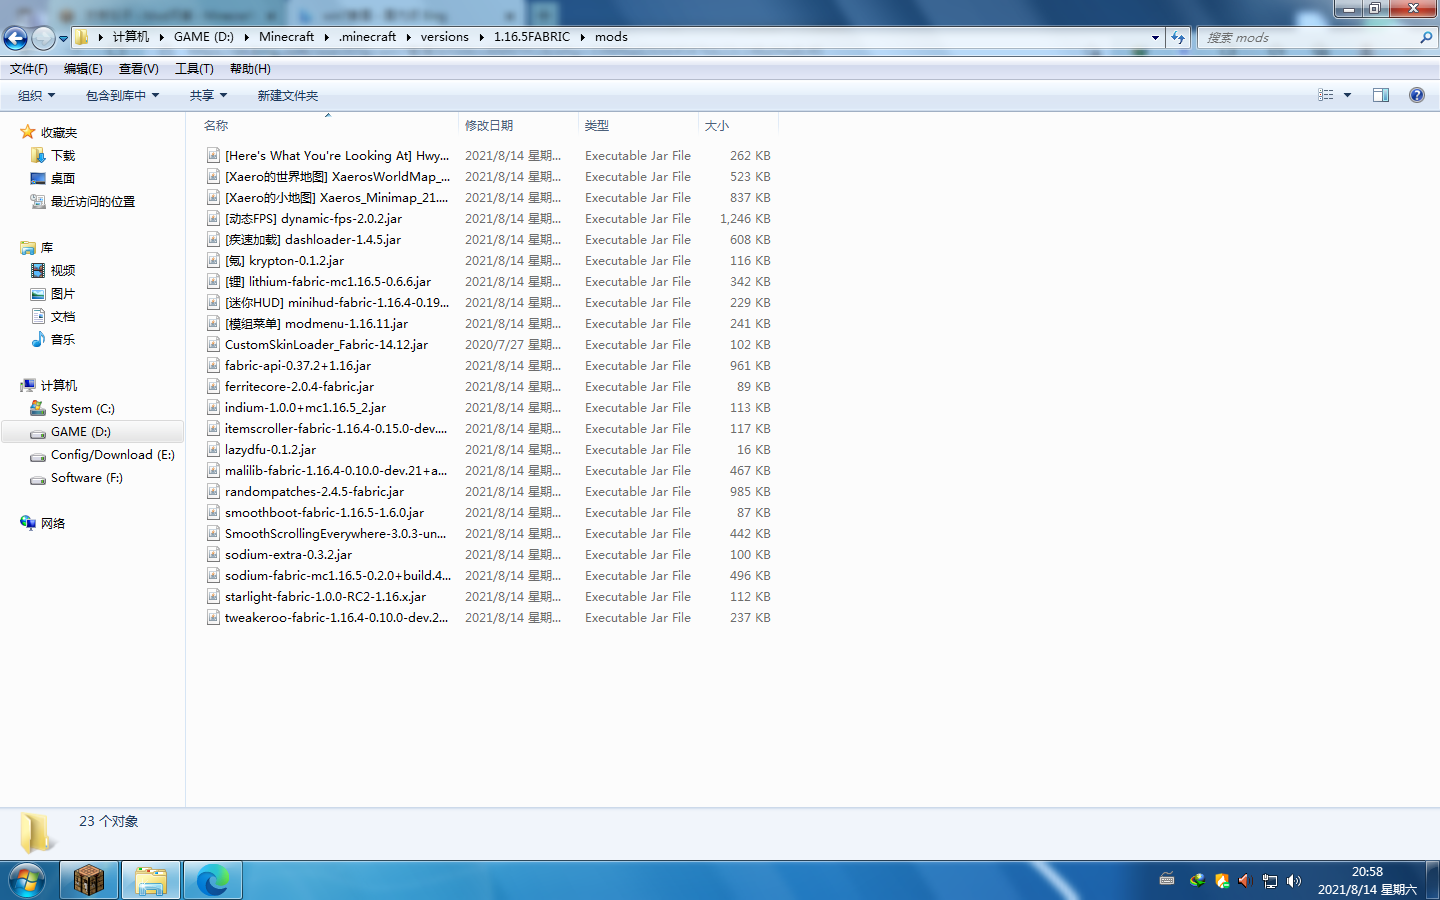 计算机 GAME (D:) Minecraft .minecraft versions 1.16.5FABRIC mods 搜索 mods
文件(F) 编辑(E) 查看(V) 工具(T) 帮助(H)
组织 包含到库中 共享 新建文件夹
收藏夹
下载
桌面
最近访问的位置
库
视频
图片
文档
音乐
计算机
System (C:)
GAME (D:)
Config/Download (E:)
Software (F:)
网络
名称 修改日期 类型 大小
[Here's What You're Looking At] Hwy... 2021/8/14 星期... Executable Jar File 262 KB
[Xaero的世界地图] XaerosWorldMap_... 2021/8/14 星期... Executable Jar File 523 KB
[Xaero的小地图] Xaeros_Minimap_21.... 2021/8/14 星期... Executable Jar File 837 KB
[动态FPS] dynamic-fps-2.0.2.jar 2021/8/14 星期... Executable Jar File 1,246 KB
[疾速加载] dashloader-1.4.5.jar 2021/8/14 星期... Executable Jar File 608 KB
[氪] krypton-0.1.2.jar 2021/8/14 星期... Executable Jar File 116 KB
[锂] lithium-fabric-mc1.16.5-0.6.6.jar 2021/8/14 星期... Executable Jar File 342 KB
[迷你HUD] minihud-fabric-1.16.4-0.19... 2021/8/14 星期... Executable Jar File 229 KB
[模组菜单] modmenu-1.16.11.jar 2021/8/14 星期... Executable Jar File 241 KB
CustomSkinLoader_Fabric-14.12.jar 2020/7/27 星期... Executable Jar File 102 KB
fabric-api-0.37.2+1.16.jar 2021/8/14 星期... Executable Jar File 961 KB
ferritecore-2.0.4-fabric.jar 2021/8/14 星期... Executable Jar File 89 KB
indium-1.0.0+mc1.16.5_2.jar 2021/8/14 星期... Executable Jar File 113 KB
itemscroller-fabric-1.16.4-0.15.0-dev.... 2021/8/14 星期... Executable Jar File 117 KB
lazydfu-0.1.2.jar 2021/8/14 星期... Executable Jar File 16 KB
malilib-fabric-1.16.4-0.10.0-dev.21+a... 2021/8/14 星期... Executable Jar File 467 KB
randompatches-2.4.5-fabric.jar 2021/8/14 星期... Executable Jar File 985 KB
smoothboot-fabric-1.16.5-1.6.0.jar 2021/8/14 星期... Executable Jar File 87 KB
SmoothScrollingEverywhere-3.0.3-un... 2021/8/14 星期... Executable Jar File 442 KB
sodium-extra-0.3.2.jar 2021/8/14 星期... Executable Jar File 100 KB
sodium-fabric-mc1.16.5-0.2.0+build.4... 2021/8/14 星期... Executable Jar File 496 KB
starlight-fabric-1.0.0-RC2-1.16.x.jar 2021/8/14 星期... Executable Jar File 112 KB
tweakeroo-fabric-1.16.4-0.10.0-dev.2... 2021/8/14 星期... Executable Jar File 237 KB
23 个对象
20:58
2021/8/14 星期六